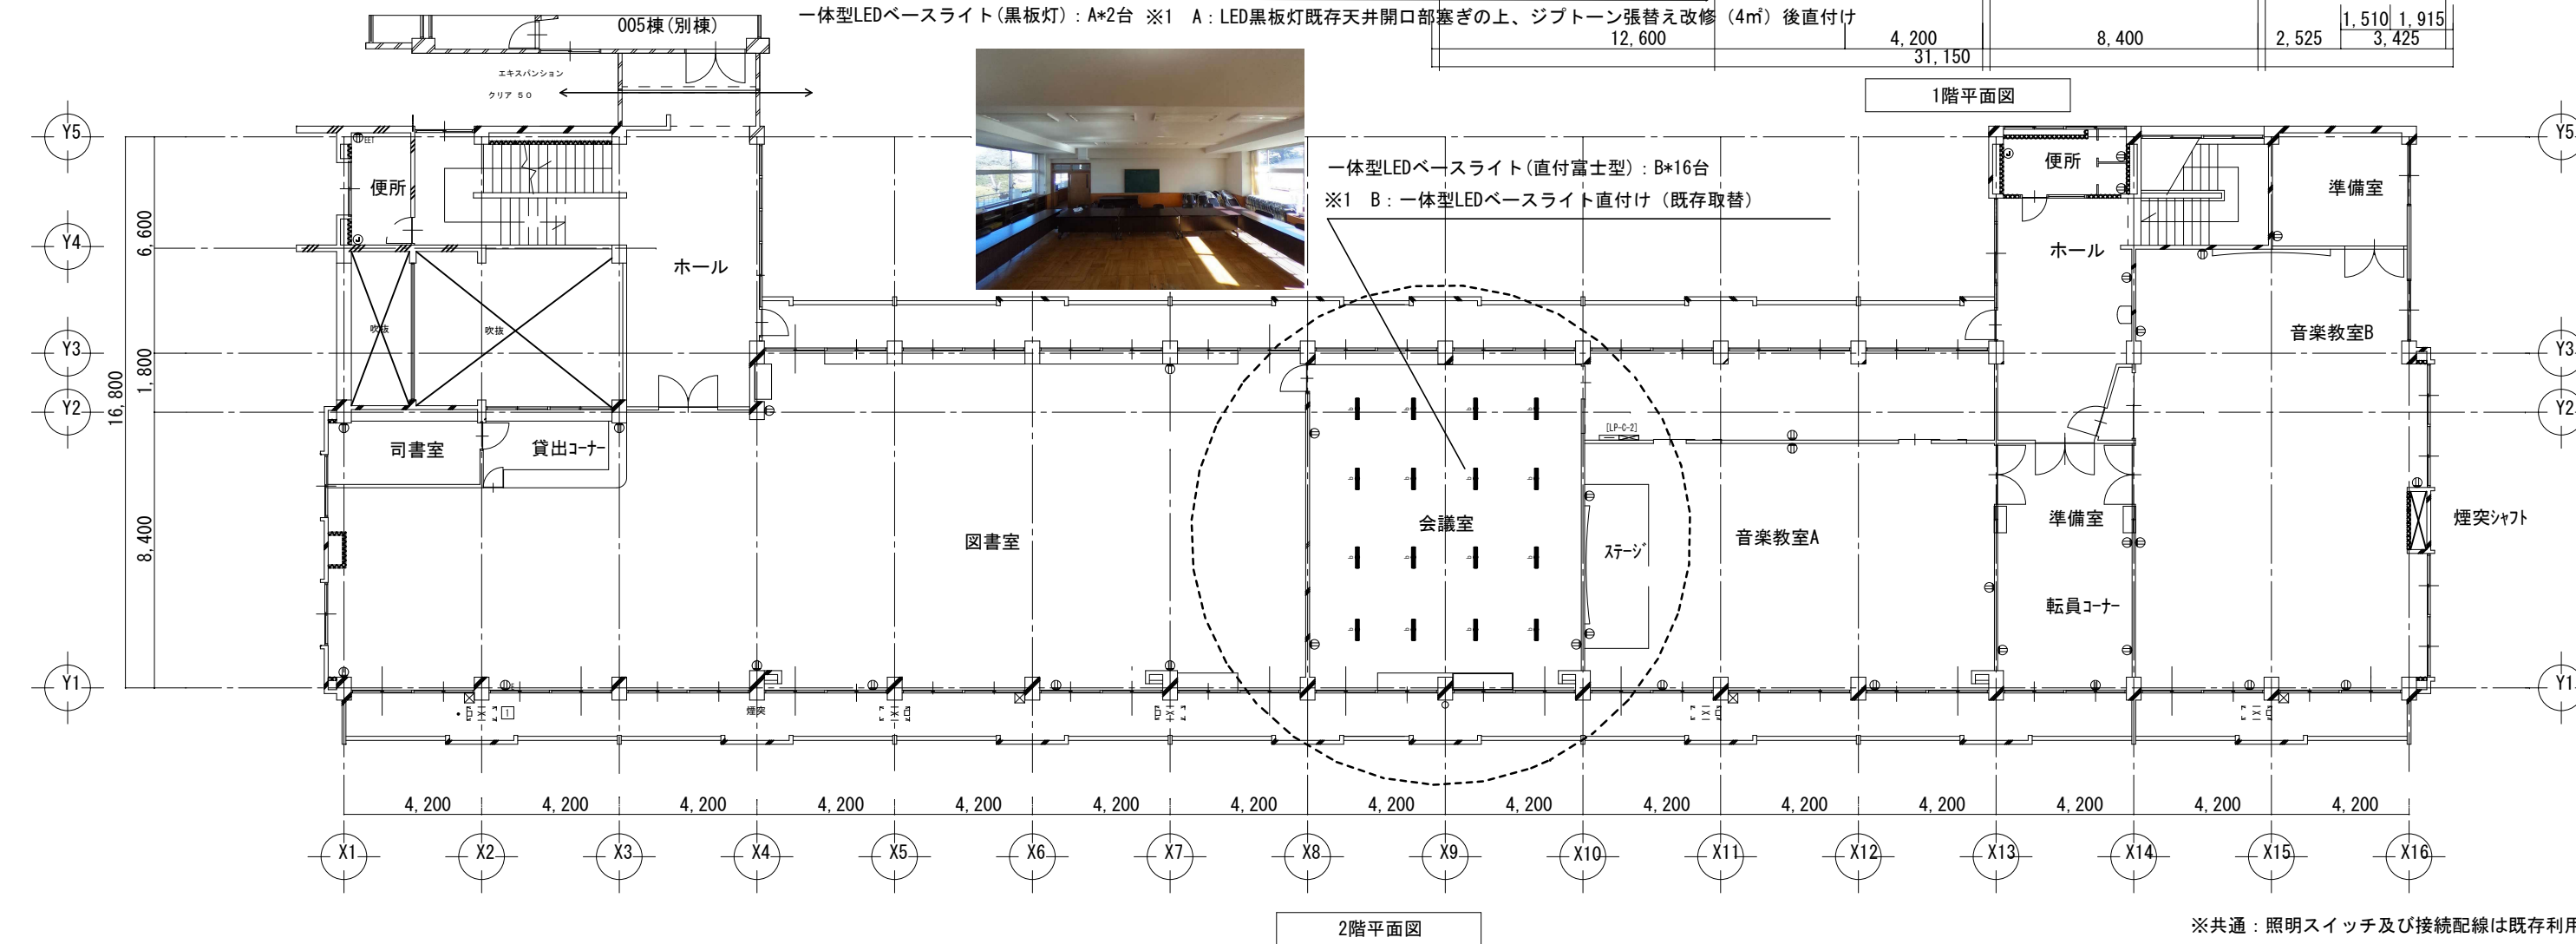 一体型LEDベースライト(黒板灯):A*2台 ※1 A:LED黒板灯既存天井開口部塞ぎの上、ジプトーン張替え改修(4㎡)後直付け
1,510 1,915
12,600 4,200 8,400 2,525 3,425
31,150
1階平面図
005棟(別棟)
エキスパンション
クリア 50
一体型LEDベースライト(直付富士型):B*16台
※1 B:一体型LEDベースライト直付け(既存取替)
Y5 Y5
便所 EET 便所 準備室
6,600
Y4
ホール ホール
吹抜 吹抜 音楽教室B
Y3 Y3
1,800
16,800
Y2 Y2
司書室 貸出コーナー [LP-C-2]
8,400
図書室 会議室 ステージ 音楽教室A 準備室 煙突シャフト
転員コーナー
Y1 Y1
1 煙突
4,200 4,200 4,200 4,200 4,200 4,200 4,200 4,200 4,200 4,200 4,200 4,200 4,200 4,200 4,200
X1 X2 X3 X4 X5 X6 X7 X8 X9 X10 X11 X12 X13 X14 X15 X16
2階平面図
※共通:照明スイッチ及び接続配線は既存利用